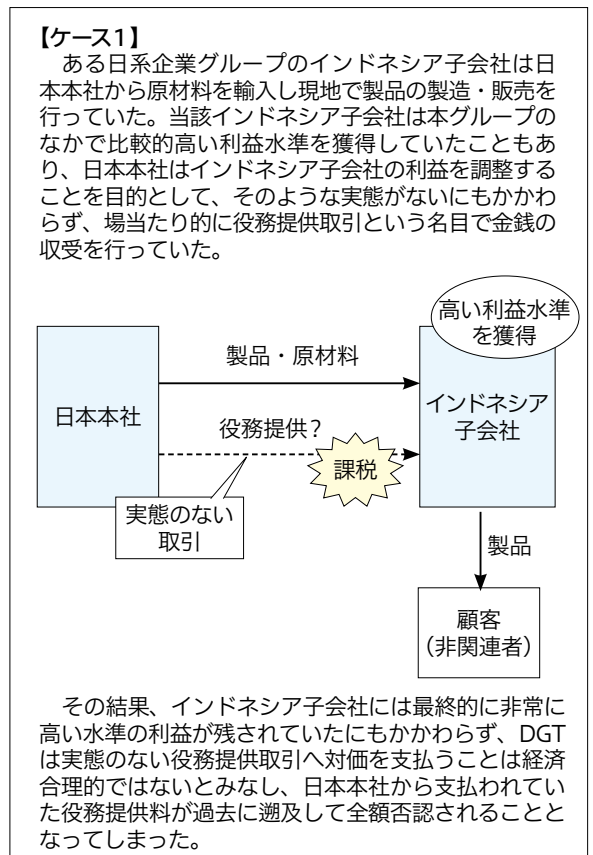 【ケース1】
　ある日系企業グループのインドネシア子会社は日
本本社から原材料を輸入し現地で製品の製造・販売を
行っていた。当該インドネシア子会社は本グループの
なかで比較的高い利益水準を獲得していたこともあ
り、日本本社はインドネシア子会社の利益を調整する
ことを目的として、そのような実態がないにもかかわ
らず、場当たり的に役務提供取引という名目で金銭の
収受を行っていた。
高い利益水準
を獲得
製品・原材料
日本本社
インドネシア
子会社
役務提供?
課税
実態のない
取引
製品
顧客
(非関連者)
　その結果、インドネシア子会社には最終的に非常に
高い水準の利益が残されていたにもかかわらず、DGT
は実態のない役務提供取引へ対価を支払うことは経済
合理的ではないとみなし、日本本社から支払われてい
た役務提供料が過去に遡及して全額否認されることと
なってしまった。